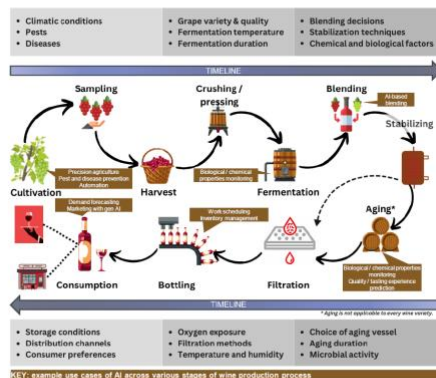 • Climatic conditions
• Pests
• Diseases
• Grape variety & quality
• Fermentation temperature
• Fermentation duration
• Blending decisions
• Stabilization techniques
• Chemical and biological factors
TIMELINE
Sampling
Crushing /
pressing
Blending
AI-based
blending
Stabilizing
Precision agriculture
Pest and disease prevention
Automation
Biological / chemical
properties monitoring
Cultivation
Harvest
Fermentation
Demand forecasting
Marketing with gen AI
Work scheduling
Inventory management
Aging*
Biological / chemical properties
monitoring
Quality / tasting experience
prediction
Consumption
Bottling
Filtration
TIMELINE
* Aging is not applicable to every wine variety.
• Storage conditions
• Distribution channels
• Consumer preferences
• Oxygen exposure
• Filtration methods
• Temperature and humidity
• Choice of aging vessel
• Aging duration
• Microbial activity
KEY: example use cases of AI across various stages of wine production process